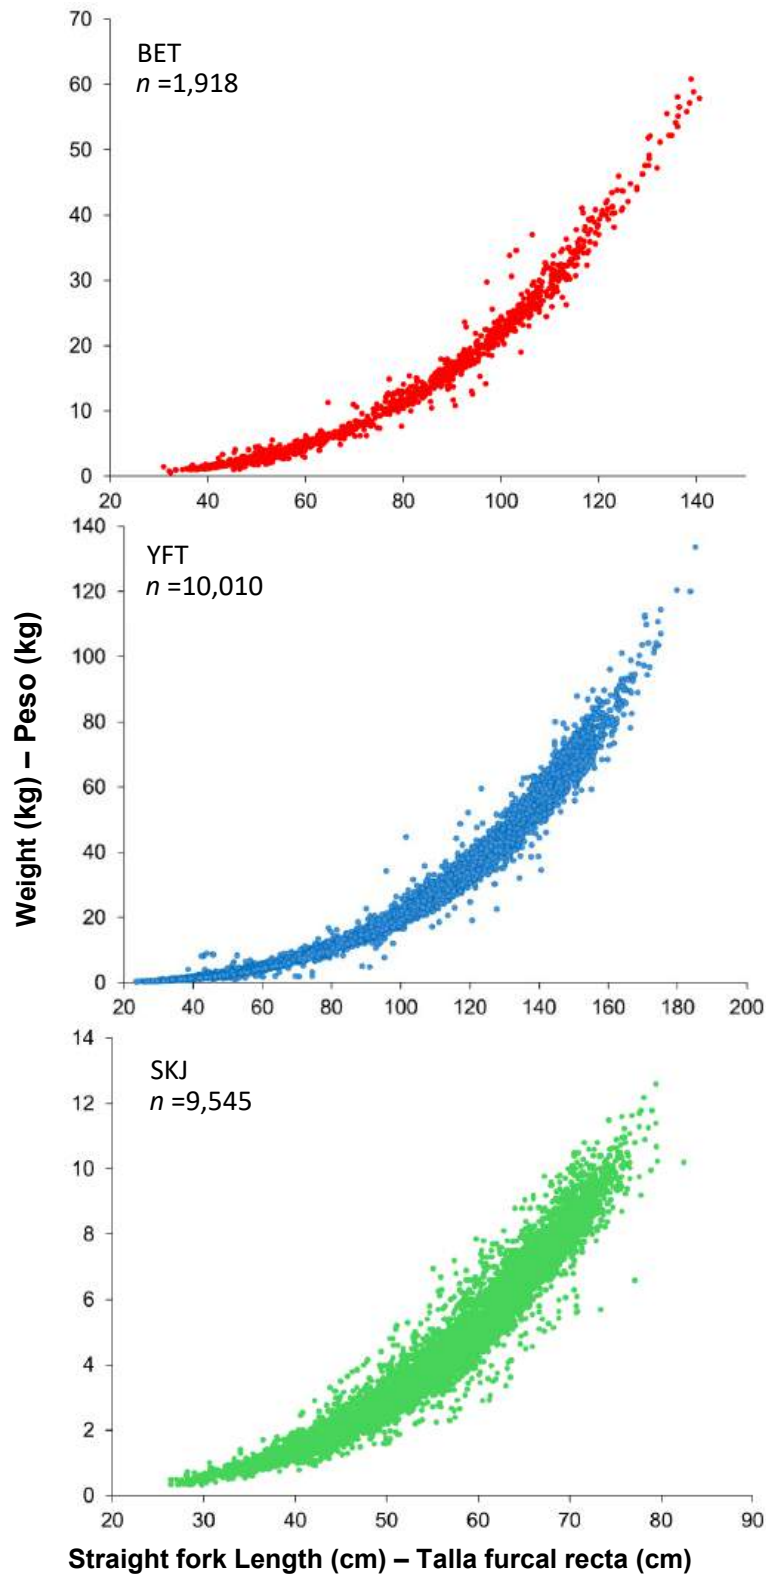 70
60
50
40
30
20
10
0
BET
n =1,918
20 40 60 80 100 120 140
140
120
100
80
60
40
20
0
YFT
n =10,010
20 40 60 80 100 120 140 160 180 200
Weight (kg) – Peso (kg)
14
12
10
8
6
4
2
0
SKJ
n =9,545
20 30 40 50 60 70 80 90
Straight fork Length (cm) – Talla furcal recta (cm)